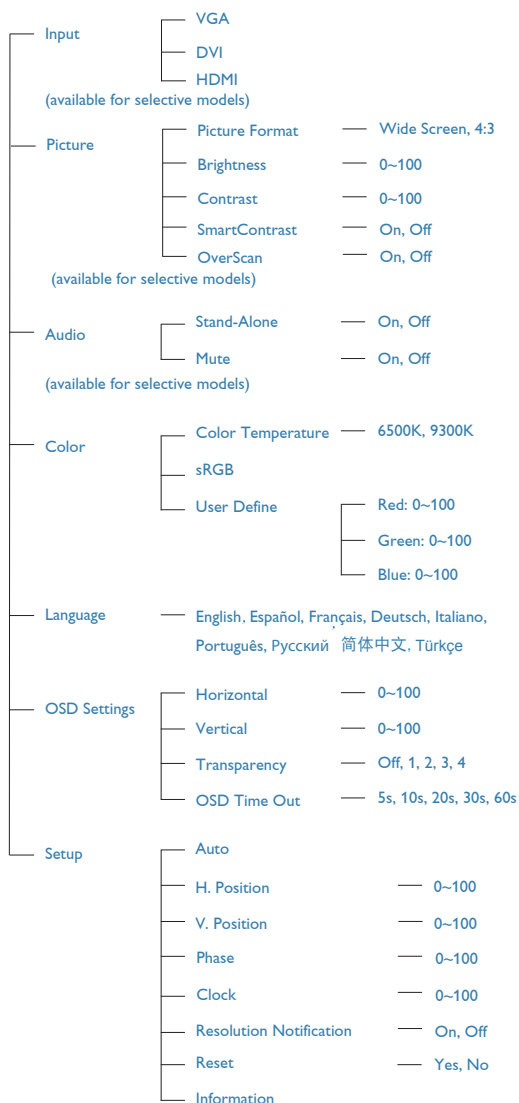 Input
VGA
DVI
HDMI
(available for selective models)
Picture
Picture Format Wide Screen, 4:3
Brightness 0~100
Contrast 0~100
SmartContrast On, Off
OverScan On, Off
(available for selective models)
Audio
Stand-Alone On, Off
Mute On, Off
(available for selective models)
Color
Color Temperature 6500K, 9300K
sRGB
User Define Red: 0~100
Green: 0~100
Blue: 0~100
Language English, Español, Français, Deutsch, Italiano,
Português, Русский, 简体中文, Türkçe
OSD Settings
Horizontal 0~100
Vertical 0~100
Transparency Off, 1, 2, 3, 4
OSD Time Out 5s, 10s, 20s, 30s, 60s
Setup
Auto
H. Position 0~100
V. Position 0~100
Phase 0~100
Clock 0~100
Resolution Notification On, Off
Reset Yes, No
Information